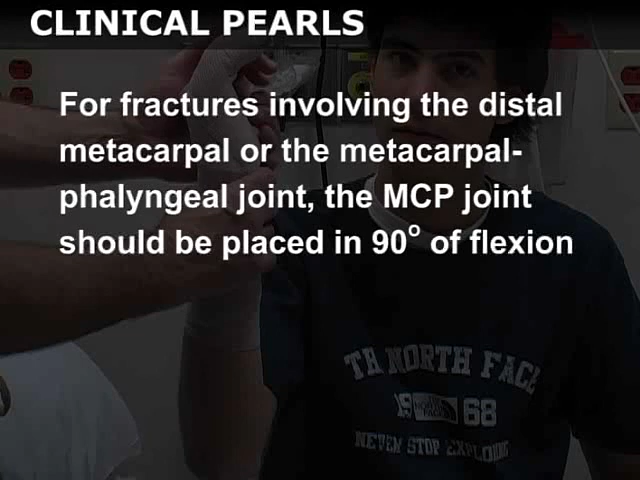 CLINICAL PEARLS
For fractures involving the distal
metacarpal or the metacarpal-
phalyngeal joint, the MCP joint
should be placed in 90° of flexion
TH NORTH FACE
19 68
NEVER STOP EXPLORING